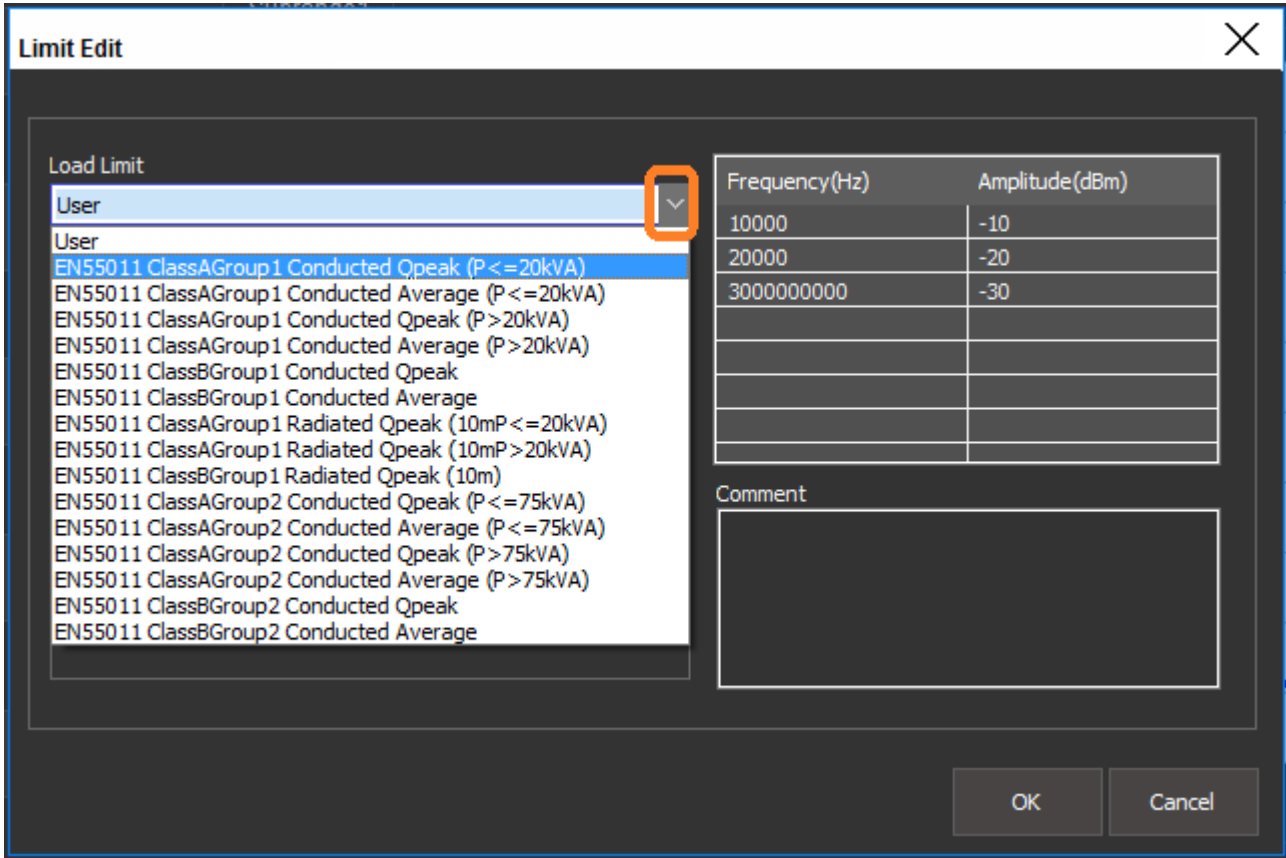 Limit Edit
Load Limit
User
User
EN55011 ClassAGroup1 Conducted Qpeak (P<=20kVA)
EN55011 ClassAGroup1 Conducted Average (P<=20kVA)
EN55011 ClassAGroup1 Conducted Qpeak (P>20kVA)
EN55011 ClassAGroup1 Conducted Average (P>20kVA)
EN55011 ClassBGroup1 Conducted Qpeak
EN55011 ClassBGroup1 Conducted Average
EN55011 ClassAGroup1 Radiated Qpeak (10mP<=20kVA)
EN55011 ClassAGroup1 Radiated Qpeak (10mP>20kVA)
EN55011 ClassBGroup1 Radiated Qpeak (10m)
EN55011 ClassAGroup2 Conducted Qpeak (P<=75kVA)
EN55011 ClassAGroup2 Conducted Average (P<=75kVA)
EN55011 ClassAGroup2 Conducted Qpeak (P>75kVA)
EN55011 ClassAGroup2 Conducted Average (P>75kVA)
EN55011 ClassBGroup2 Conducted Qpeak
EN55011 ClassBGroup2 Conducted Average
Frequency(Hz) Amplitude(dBm)
10000 -10
20000 -20
3000000000 -30
Comment
OK Cancel